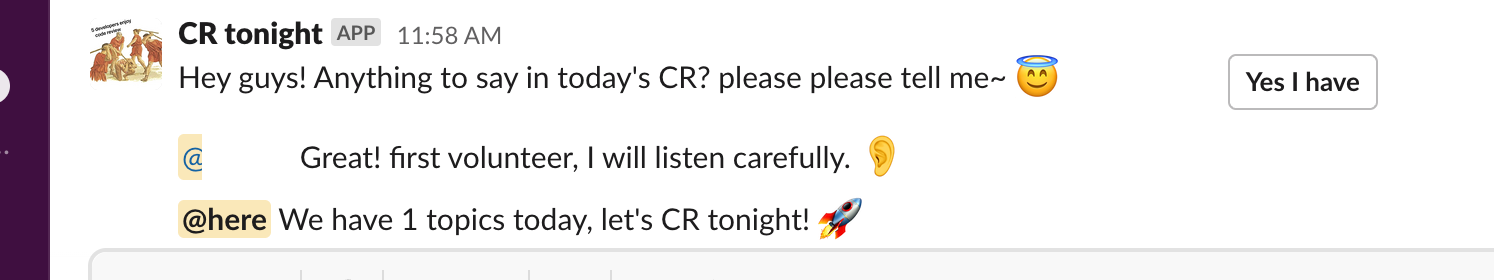 5 developers enjoy
code review
CR tonight APP 11:58 AM
Hey guys! Anything to say in today's CR? please please tell me~ 😇
Yes I have
@ Great! first volunteer, I will listen carefully. 👂
@here We have 1 topics today, let's CR tonight! 🚀